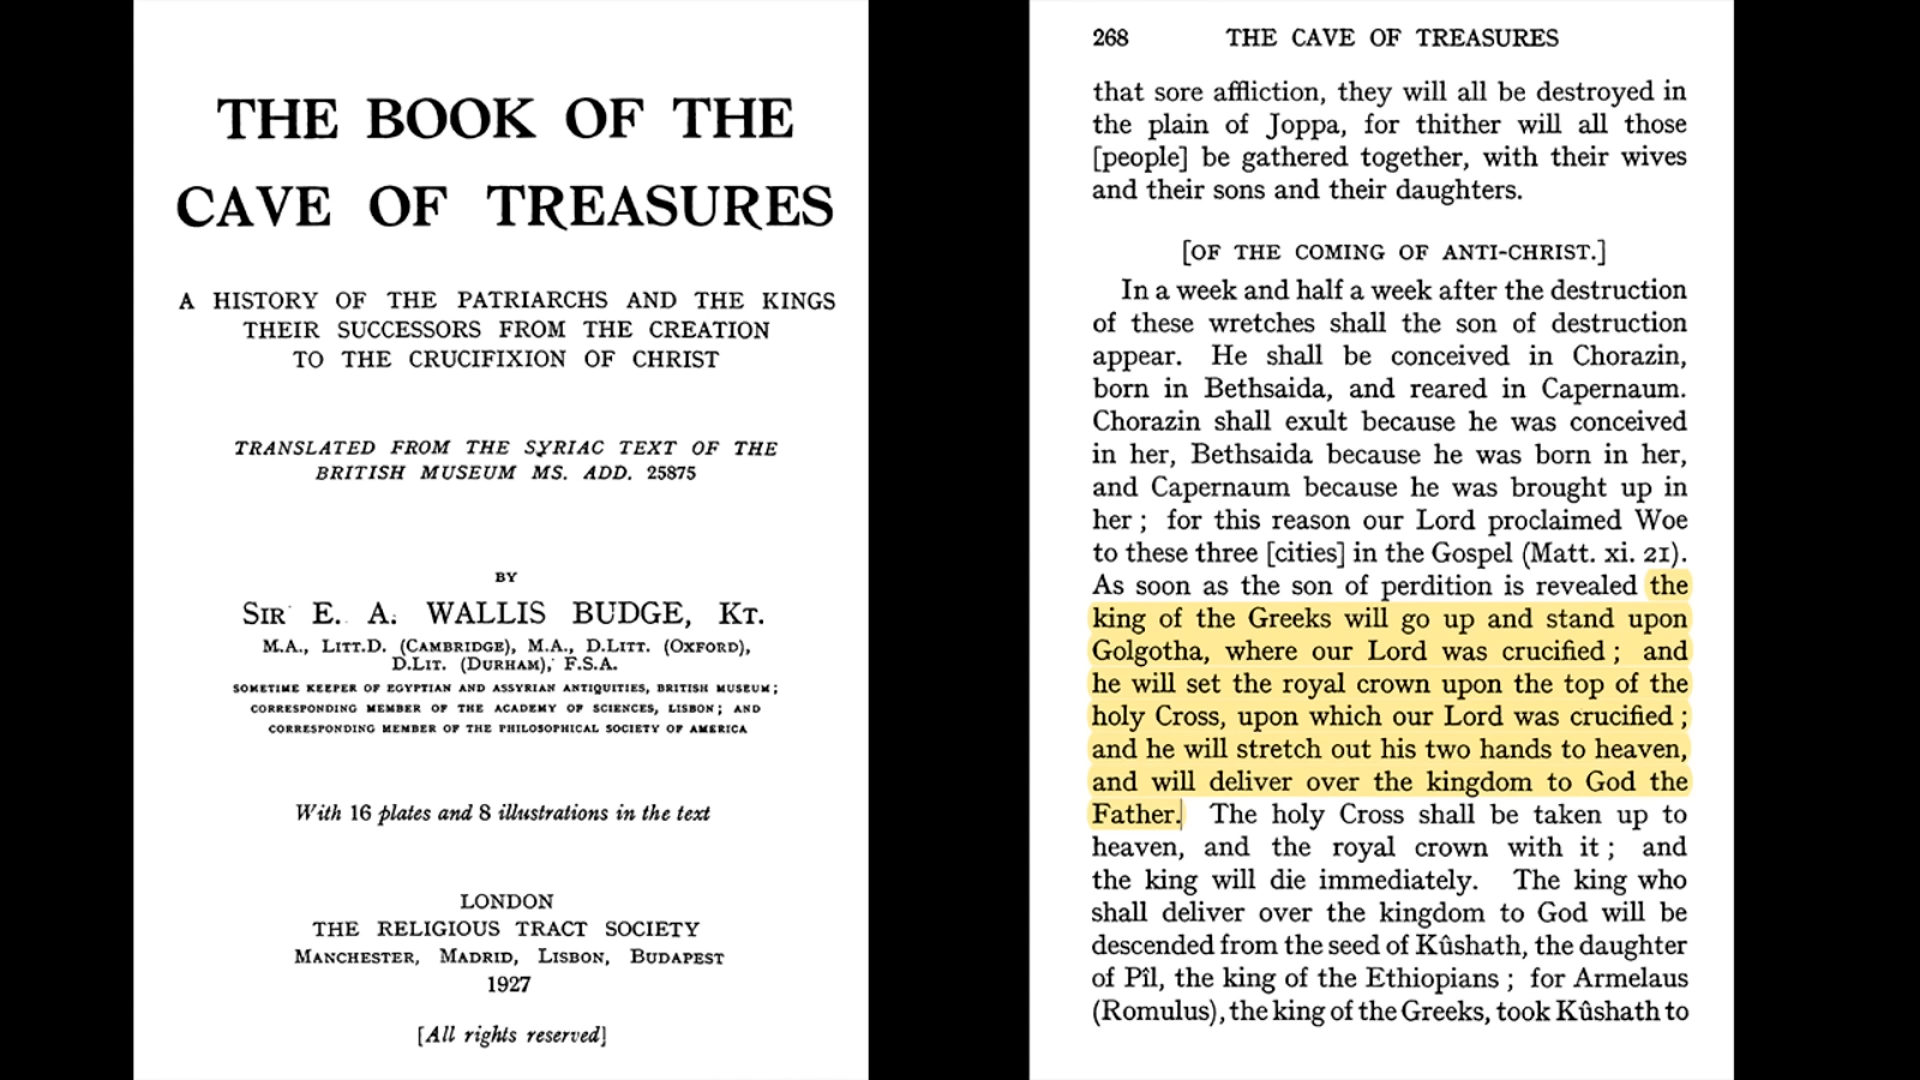 THE BOOK OF THE
CAVE OF TREASURES
A HISTORY OF THE PATRIARCHS AND THE KINGS
THEIR SUCCESSORS FROM THE CREATION
TO THE CRUCIFIXION OF CHRIST
TRANSLATED FROM THE SYRIAC TEXT OF THE
BRITISH MUSEUM MS. ADD. 25875
BY
SIR E. A. WALLIS BUDGE, KT.
M.A., LITT.D. (CAMBRIDGE), M.A., D.LITT. (OXFORD),
D.LIT. (DURHAM), F.S.A.
SOMETIME KEEPER OF EGYPTIAN AND ASSYRIAN ANTIQUITIES, BRITISH MUSEUM;
CORRESPONDING MEMBER OF THE ACADEMY OF SCIENCES, LISBON; AND
CORRESPONDING MEMBER OF THE PHILOSOPHICAL SOCIETY OF AMERICA
With 16 plates and 8 illustrations in the text
LONDON
THE RELIGIOUS TRACT SOCIETY
MANCHESTER, MADRID, LISBON, BUDAPEST
1927
[All rights reserved]
268 THE CAVE OF TREASURES
that sore affliction, they will all be destroyed in
the plain of Joppa, for thither will all those
[people] be gathered together, with their wives
and their sons and their daughters.
[OF THE COMING OF ANTI-CHRIST.]
In a week and half a week after the destruction
of these wretches shall the son of destruction
appear. He shall be conceived in Chorazin,
born in Bethsaida, and reared in Capernaum.
Chorazin shall exult because he was conceived
in her, Bethsaida because he was born in her,
and Capernaum because he was brought up in
her; for this reason our Lord proclaimed Woe
to these three [cities] in the Gospel (Matt. xi. 21).
As soon as the son of perdition is revealed the
king of the Greeks will go up and stand upon
Golgotha, where our Lord was crucified; and
he will set the royal crown upon the top of the
holy Cross, upon which our Lord was crucified;
and he will stretch out his two hands to heaven,
and will deliver over the kingdom to God the
Father. The holy Cross shall be taken up to
heaven, and the royal crown with it; and
the king will die immediately. The king who
shall deliver over the kingdom to God will be
descended from the seed of Kûshath, the daughter
of Pîl, the king of the Ethiopians; for Armelaus
(Romulus), the king of the Greeks, took Kûshath to